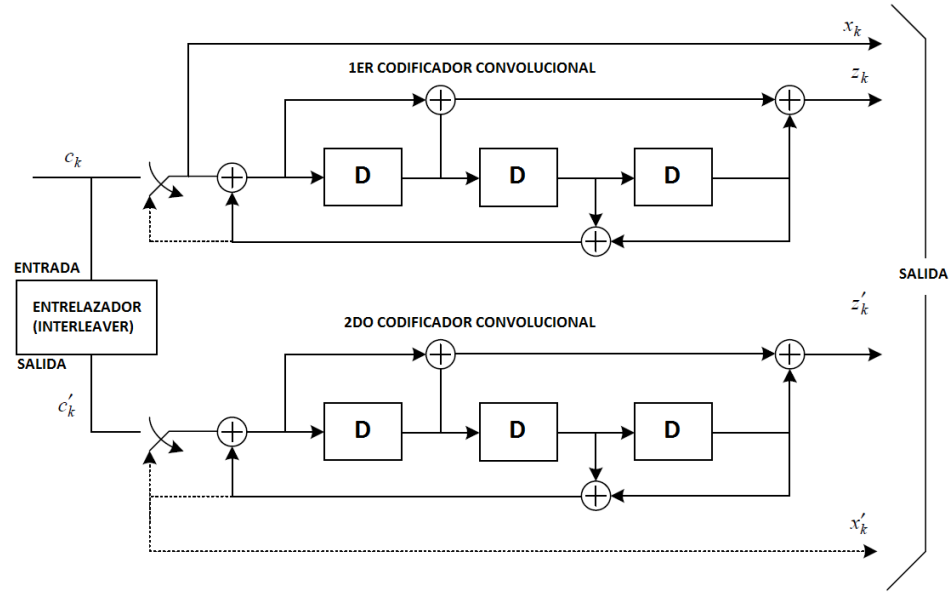 x_k
1ER CODIFICADOR CONVOLUCIONAL
z_k
c_k
D D D
ENTRADA
SALIDA
ENTRELAZADOR
(INTERLEAVER)
z'_k
2DO CODIFICADOR CONVOLUCIONAL
SALIDA
c'_k
D D D
x'_k